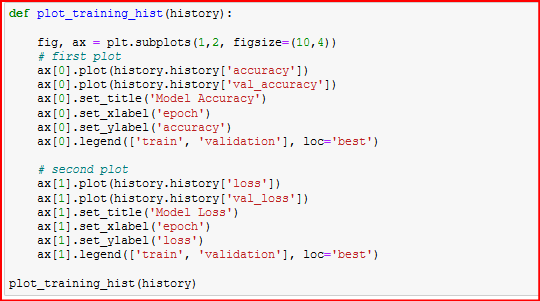 def plot_training_hist(history):
    fig, ax = plt.subplots(1,2, figsize=(10,4))
    # first plot
    ax[0].plot(history.history['accuracy'])
    ax[0].plot(history.history['val_accuracy'])
    ax[0].set_title('Model Accuracy')
    ax[0].set_xlabel('epoch')
    ax[0].set_ylabel('accuracy')
    ax[0].legend(['train', 'validation'], loc='best')
    # second plot
    ax[1].plot(history.history['loss'])
    ax[1].plot(history.history['val_loss'])
    ax[1].set_title('Model Loss')
    ax[1].set_xlabel('epoch')
    ax[1].set_ylabel('loss')
    ax[1].legend(['train', 'validation'], loc='best')
plot_training_hist(history)